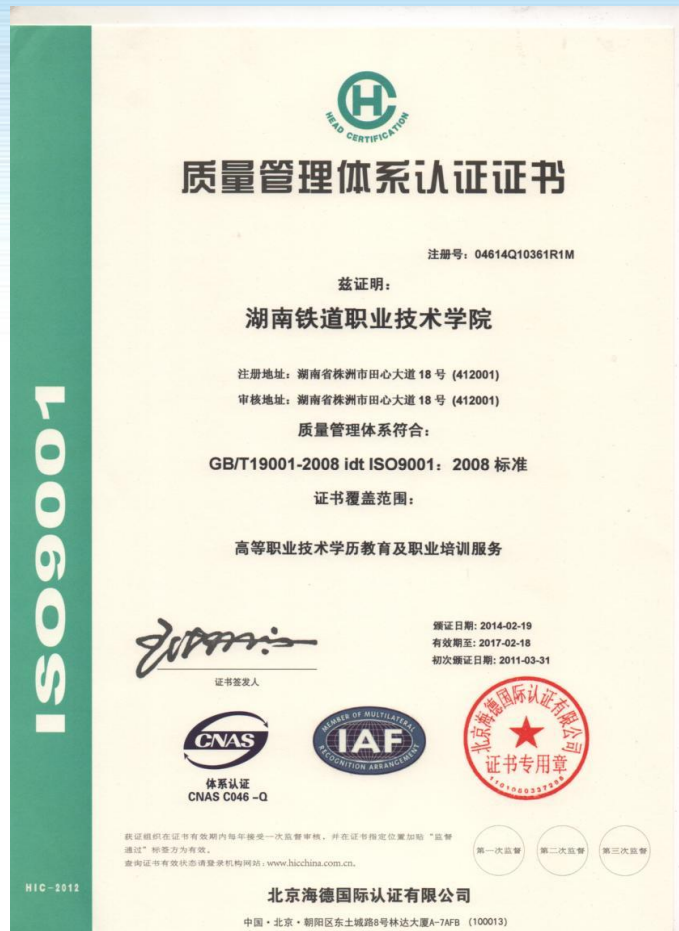 HEAD CERTIFICATION
质量管理体系认证证书
注册号：04614Q10361R1M
兹证明：
湖南铁道职业技术学院
注册地址：湖南省株洲市田心大道 18 号 (412001)
审核地址：湖南省株洲市田心大道 18 号 (412001)
质量管理体系符合：
GB/T19001-2008 idt ISO9001：2008 标准
证书覆盖范围：
高等职业技术学历教育及职业培训服务
ISO9001
颁证日期: 2014-02-19
有效期至: 2017-02-18
初次颁证日期: 2011-03-31
证书签发人
CNAS
体系认证
CNAS C046 -Q
MEMBER OF MULTILATERAL
IAF
RECOGNITION ARRANGEMENT
北京海德国际认证有限公司
证书专用章
获证组织在证书有效期内每年接受一次监督审核，并在证书指定位置加贴“监督
通过”标签方为有效。
查询证书有效状态请登录机构网站：www.hicchina.com.cn.
第一次监督
第二次监督
第三次监督
HIC-2012
北京海德国际认证有限公司
中国·北京·朝阳区东土城路8号林达大厦A-7AFB （100013）